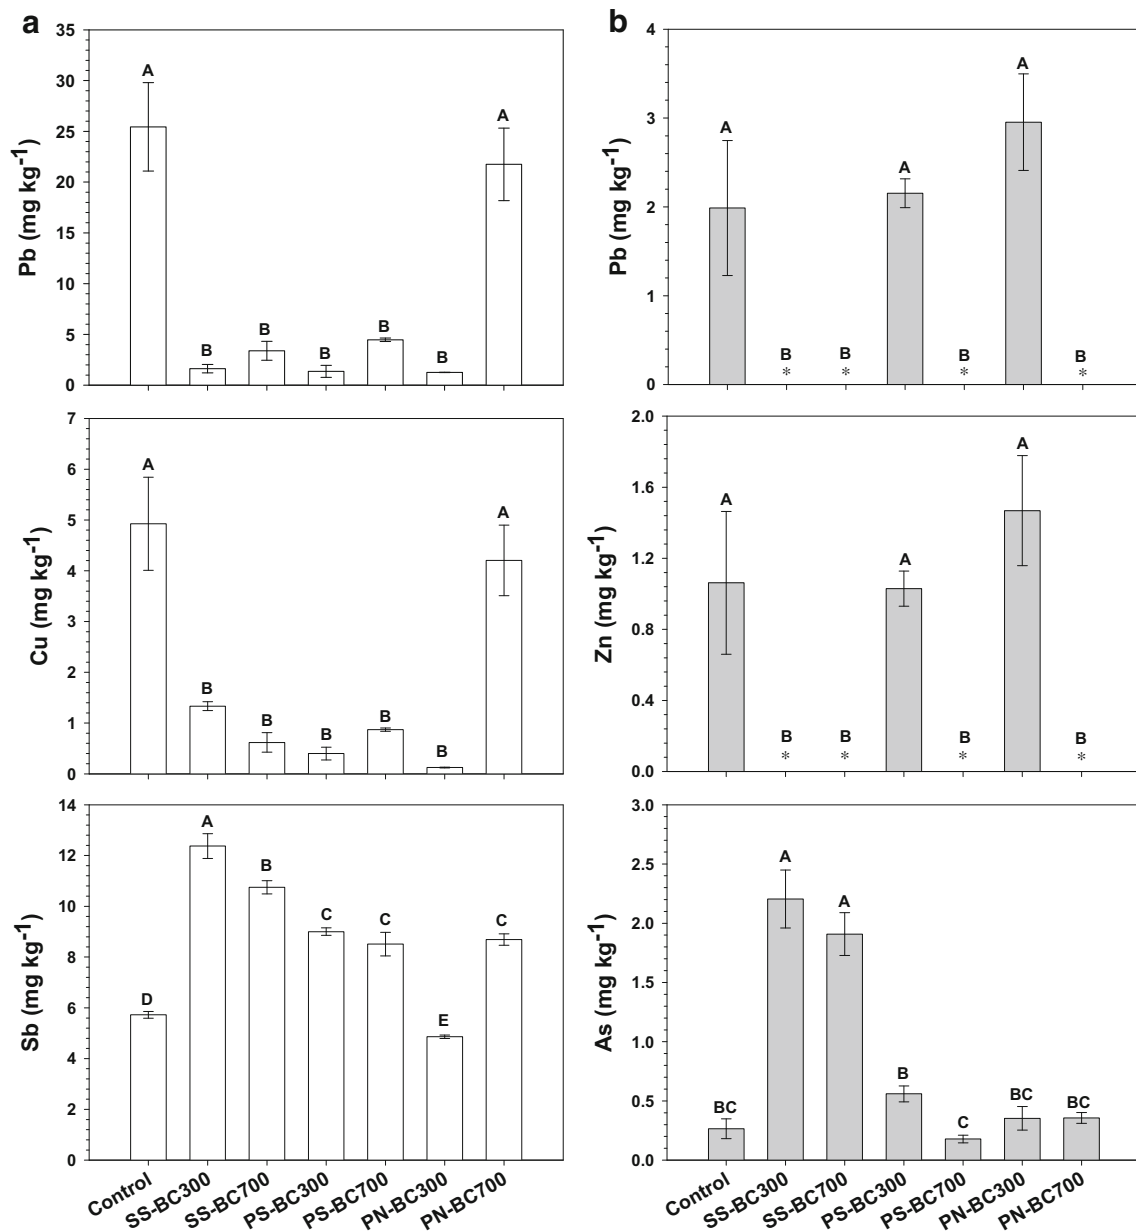 a
35
30
25
20
15
10
5
0
Pb (mg kg-1)
A
B
B
B
B
B
A
b
4
3
2
1
0
Pb (mg kg-1)
A
B
*
B
*
A
B
*
A
B
*
7
6
5
4
3
2
1
0
Cu (mg kg-1)
A
B
B
B
B
B
A
2.0
1.6
1.2
0.8
0.4
0.0
Zn (mg kg-1)
A
B
*
B
*
A
B
*
A
B
*
14
12
10
8
6
4
2
0
Sb (mg kg-1)
D
A
B
C
C
E
C
Control
SS-BC300
SS-BC700
PS-BC300
PS-BC700
PN-BC300
PN-BC700
3.0
2.5
2.0
1.5
1.0
0.5
0.0
As (mg kg-1)
BC
A
A
B
C
BC
BC
Control
SS-BC300
SS-BC700
PS-BC300
PS-BC700
PN-BC300
PN-BC700